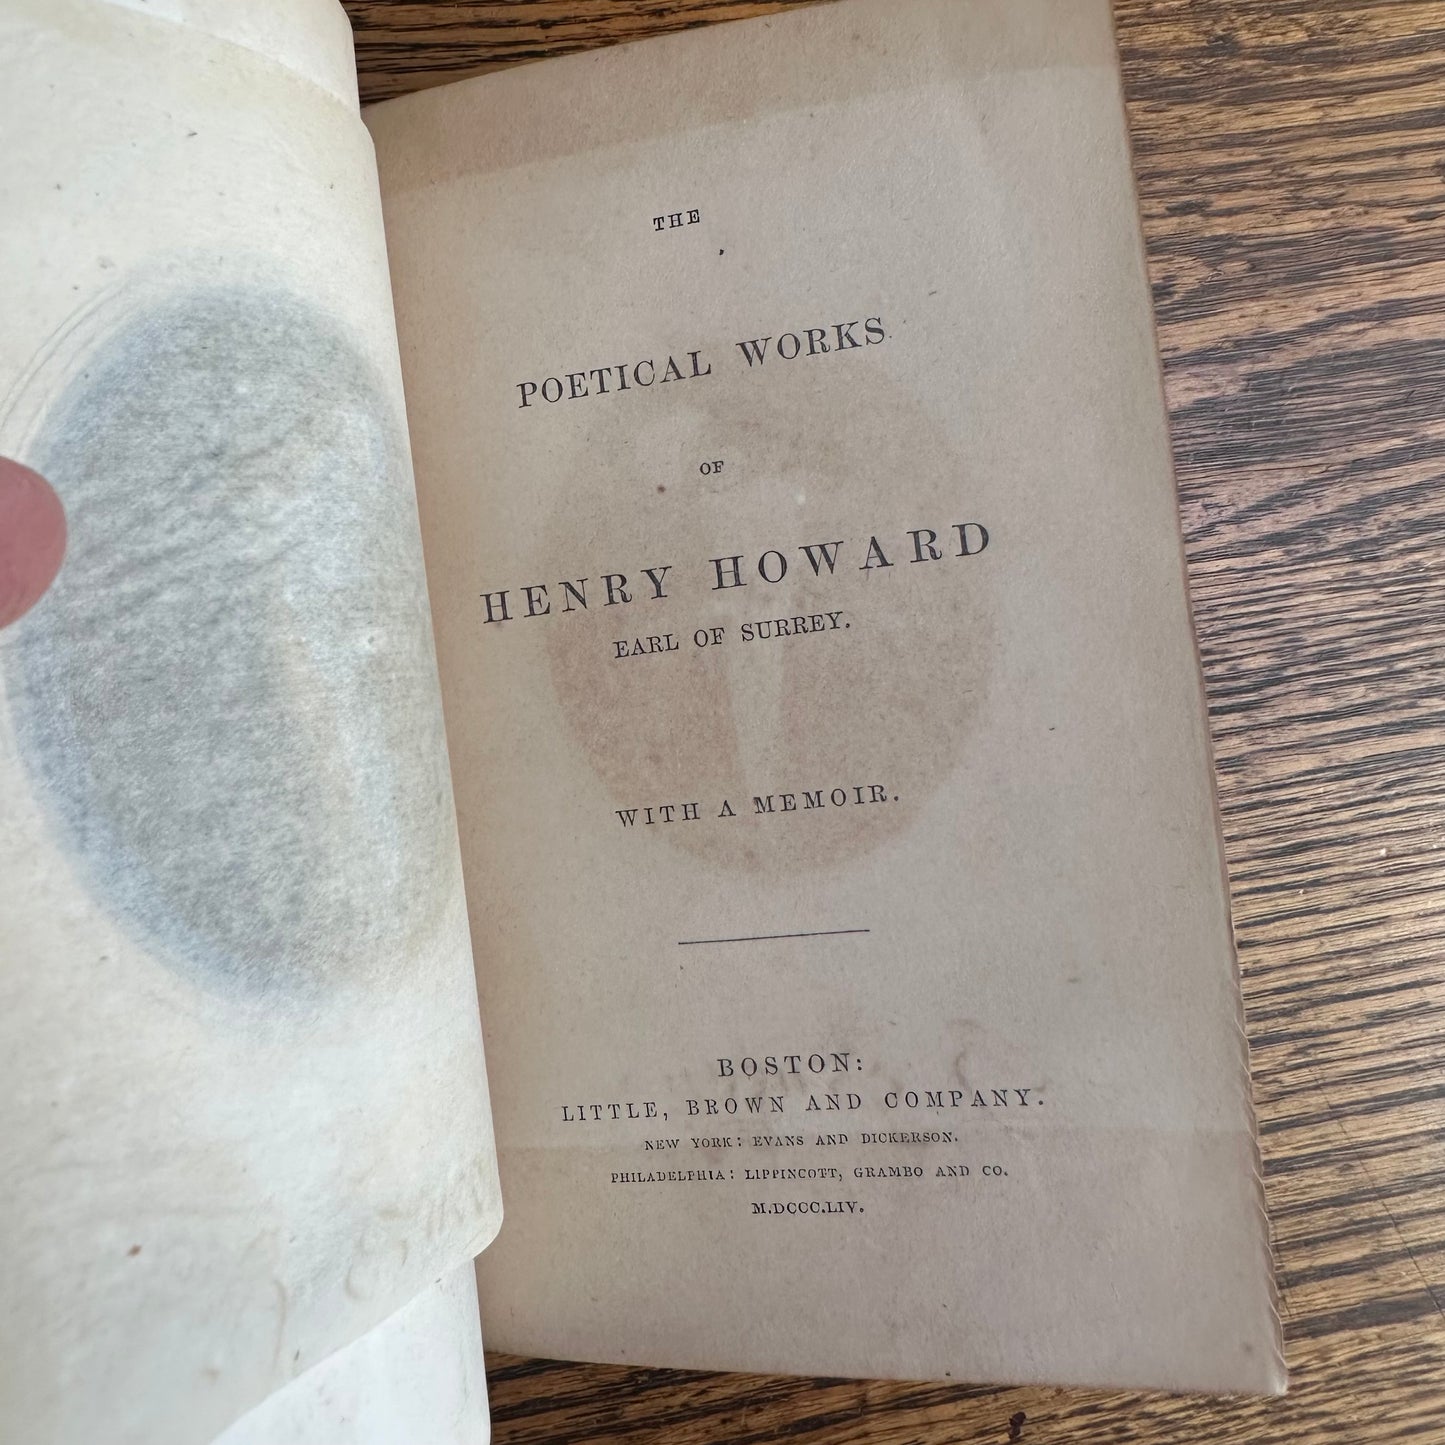 THE
POETICAL WORKS
OF
HENRY HOWARD
EARL OF SURREY.
WITH A MEMOIR.
BOSTON:
LITTLE, BROWN AND COMPANY.
NEW YORK: EVANS AND DICKERSON.
PHILADELPHIA: LIPPINCOTT, GRAMBO AND CO.
M.DCCC.LIV.